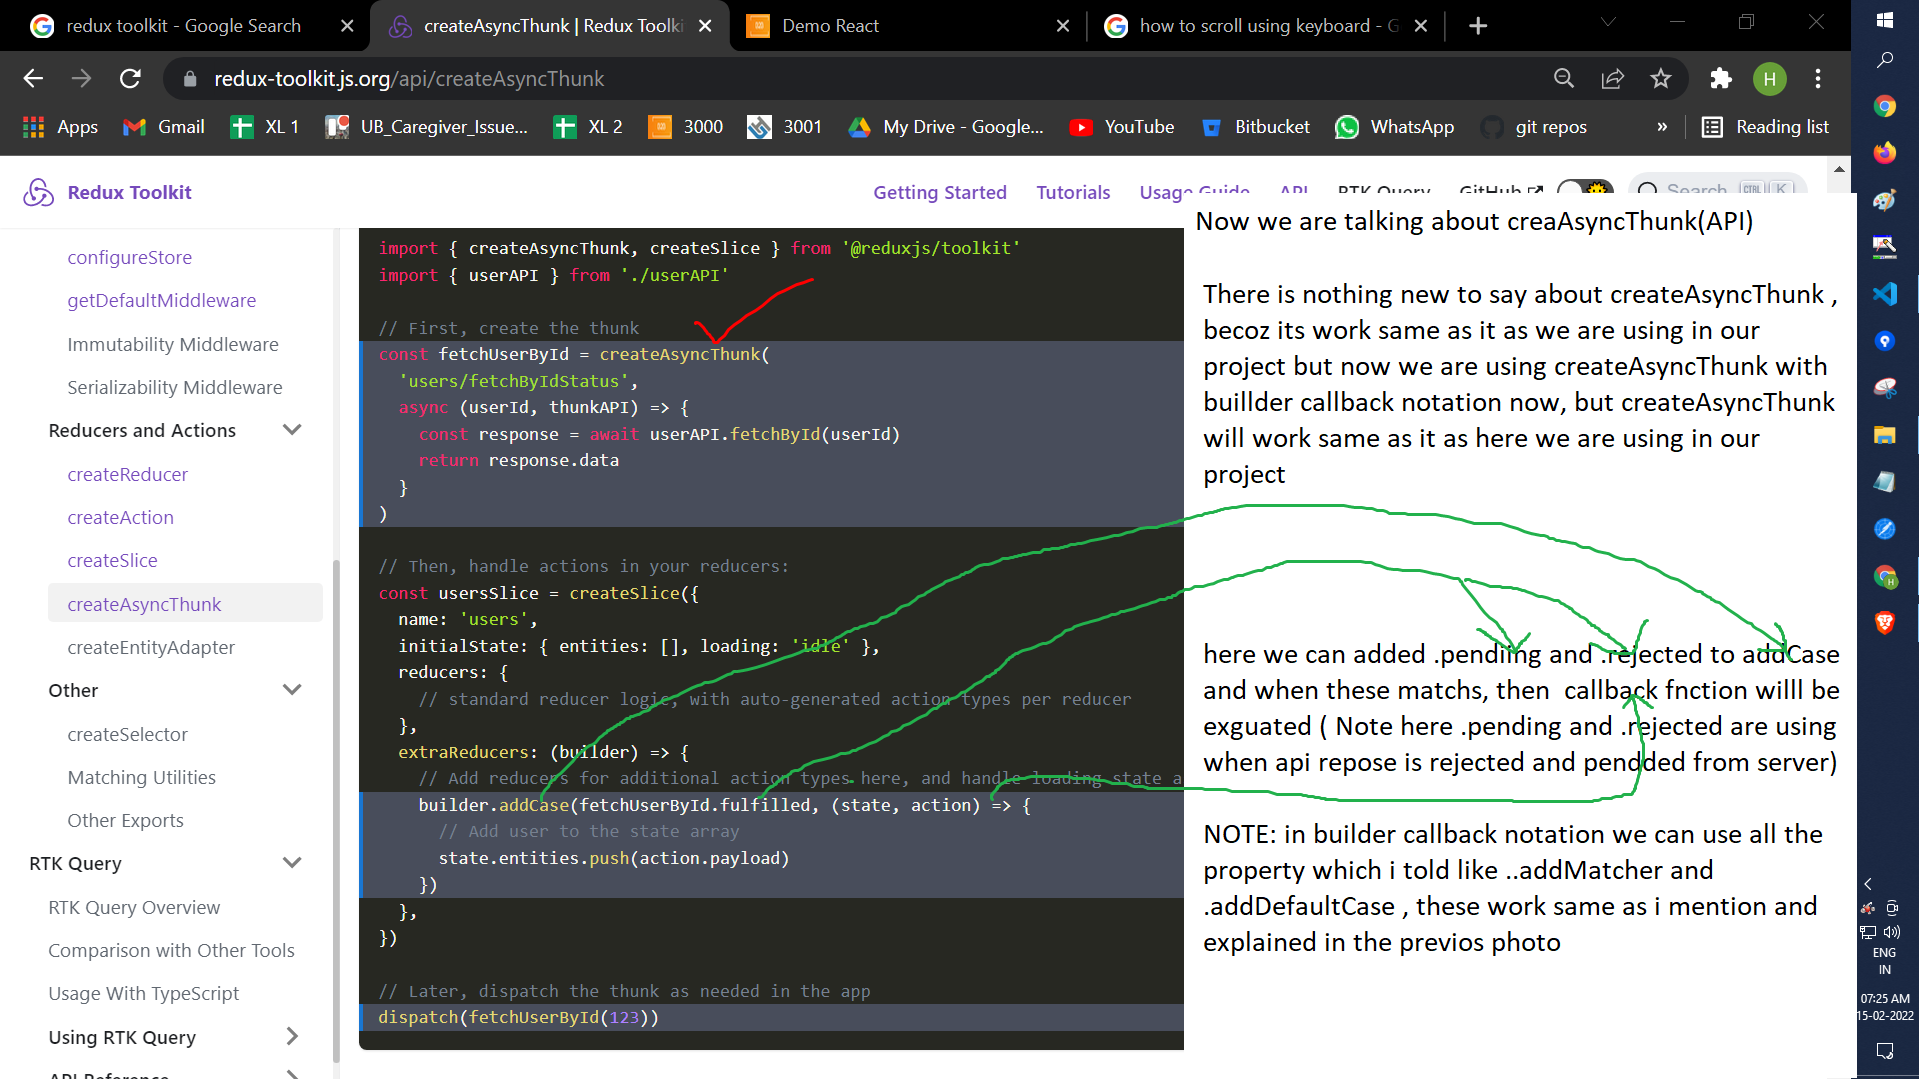 redux toolkit - Google Search
createAsyncThunk | Redux Toolki
Demo React
how to scroll using keyboard - G
redux-toolkit.js.org/api/createAsyncThunk
H
Apps
Gmail
XL 1
UB_Caregiver_Issue...
XL 2
3000
3001
My Drive - Google...
YouTube
Bitbucket
WhatsApp
git repos
»
Reading list
Redux Toolkit
Getting Started
Tutorials
Usage Guide
API
RTK Query
GitHub
Search
CTRL K
configureStore
getDefaultMiddleware
Immutability Middleware
Serializability Middleware
Reducers and Actions
createReducer
createAction
createSlice
createAsyncThunk
createEntityAdapter
Other
createSelector
Matching Utilities
Other Exports
RTK Query
RTK Query Overview
Comparison with Other Tools
Usage With TypeScript
Using RTK Query
API Reference
import { createAsyncThunk, createSlice } from '@reduxjs/toolkit'
import { userAPI } from './userAPI'
// First, create the thunk
const fetchUserById = createAsyncThunk(
'users/fetchByIdStatus',
async (userId, thunkAPI) => {
const response = await userAPI.fetchById(userId)
return response.data
}
)
// Then, handle actions in your reducers:
const usersSlice = createSlice({
name: 'users',
initialState: { entities: [], loading: 'idle' },
reducers: {
// standard reducer logic, with auto-generated action types per reducer
},
extraReducers: (builder) => {
// Add reducers for additional action types here, and handle loading state a
builder.addCase(fetchUserById.fulfilled, (state, action) => {
// Add user to the state array
state.entities.push(action.payload)
})
},
})
// Later, dispatch the thunk as needed in the app
dispatch(fetchUserById(123))
Now we are talking about creaAsyncThunk(API)
There is nothing new to say about createAsyncThunk ,
becoz its work same as it as we are using in our
project but now we are using createAsyncThunk with
buillder callback notation now, but createAsyncThunk
will work same as it as here we are using in our
project
here we can added .pendiing and .rejected to addCase
and when these matchs, then callback fnction willl be
exguated ( Note here .pending and .rejected are using
when api repose is rejected and pendded from server)
NOTE: in builder callback notation we can use all the
property which i told like ..addMatcher and
.addDefaultCase , these work same as i mention and
explained in the previos photo
ENG
IN
07:25 AM
15-02-2022